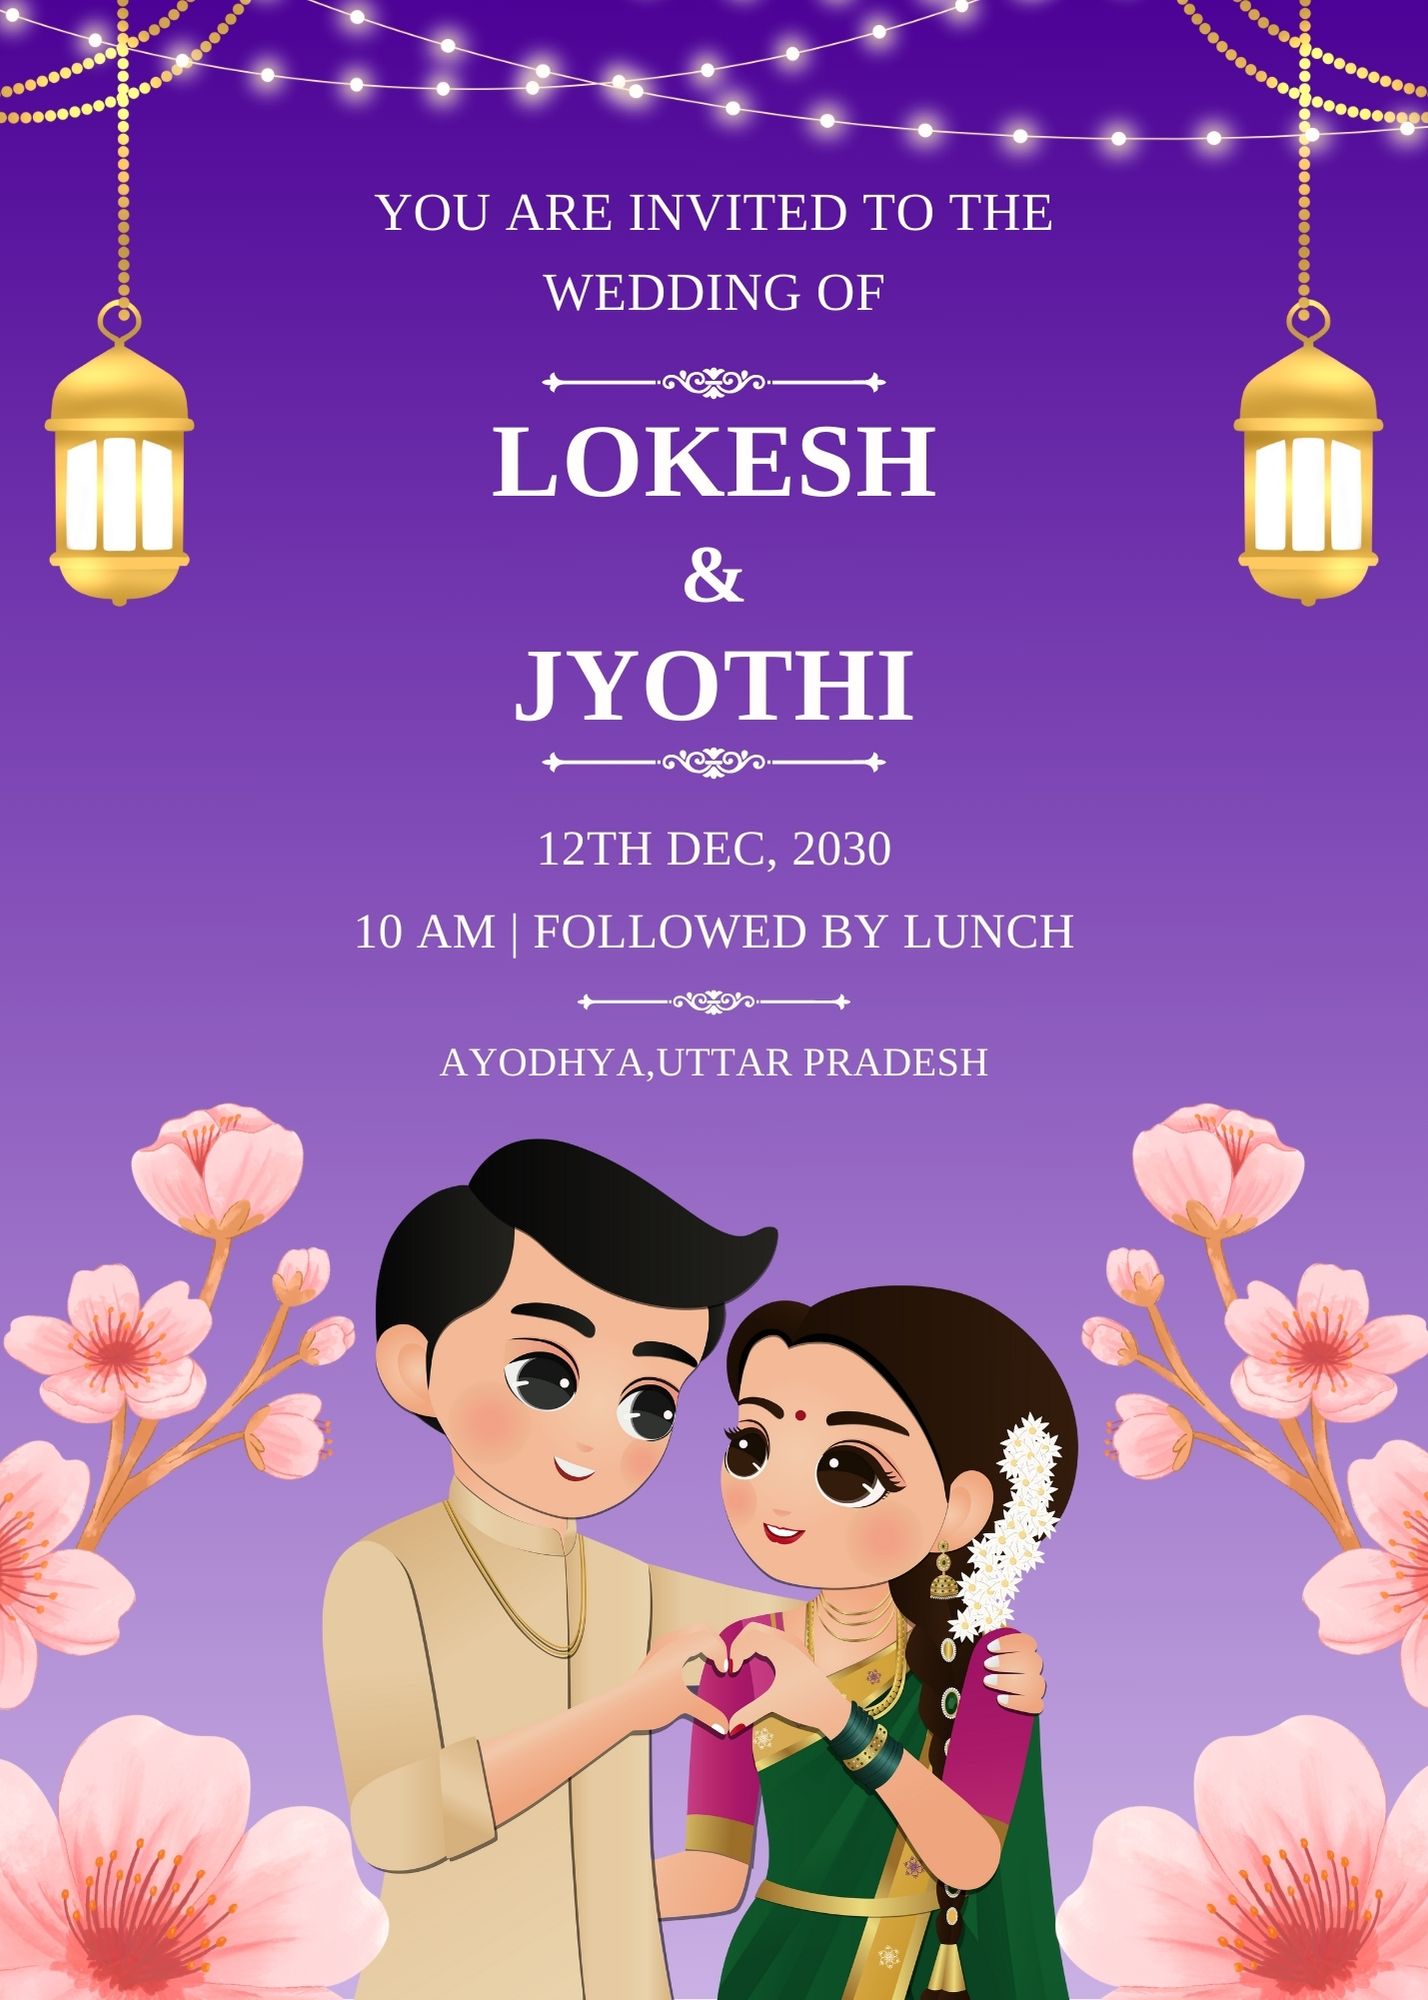 YOU ARE INVITED TO THE
WEDDING OF
LOKESH
&
JYOTHI
12TH DEC, 2030
10 AM | FOLLOWED BY LUNCH
AYODHYA,UTTAR PRADESH